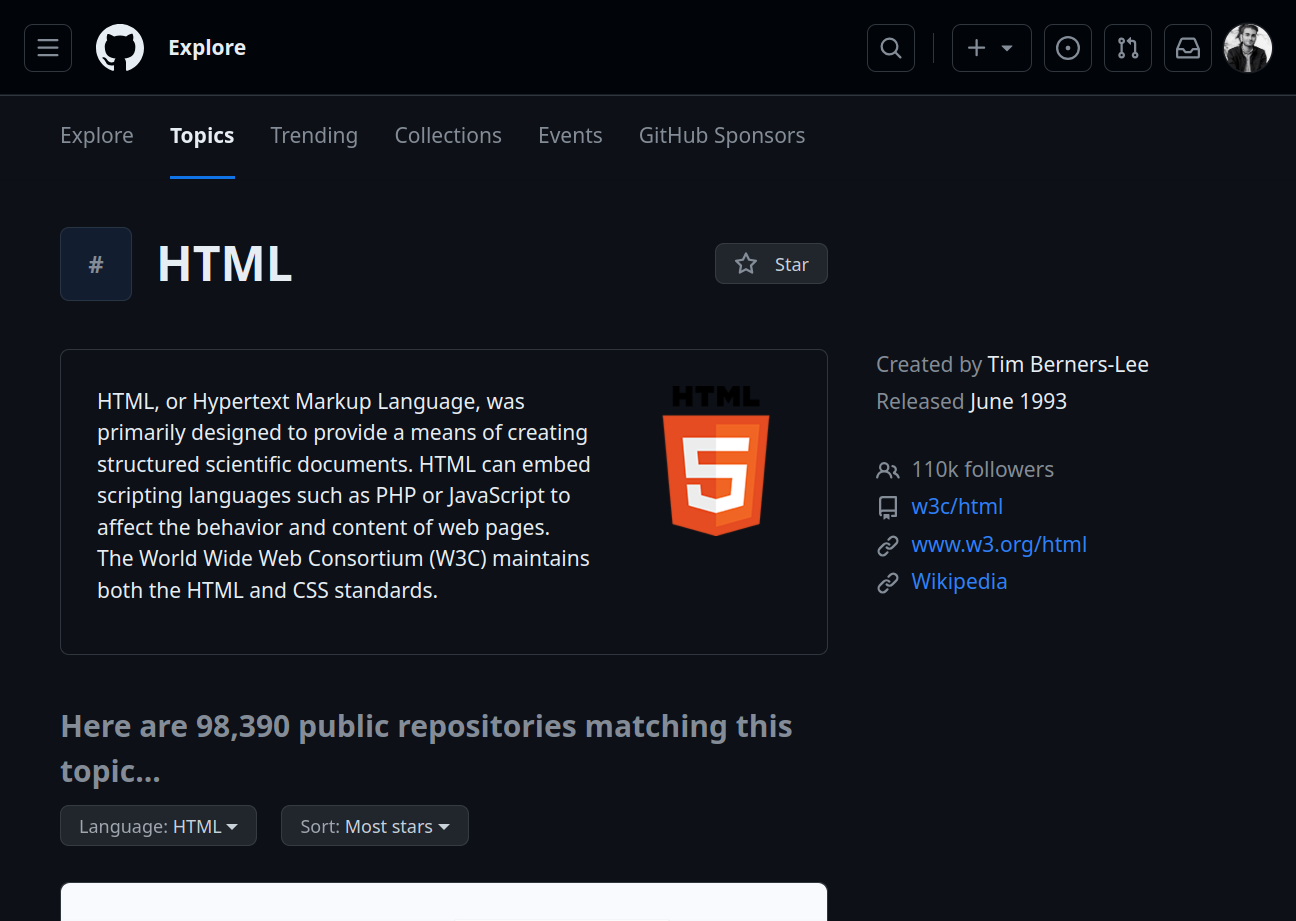 Explore
Explore Topics Trending Collections Events GitHub Sponsors
# HTML
Star
HTML, or Hypertext Markup Language, was
primarily designed to provide a means of creating
structured scientific documents. HTML can embed
scripting languages such as PHP or JavaScript to
affect the behavior and content of web pages.
The World Wide Web Consortium (W3C) maintains
both the HTML and CSS standards.
HTML
5
Created by Tim Berners-Lee
Released June 1993
110k followers
w3c/html
www.w3.org/html
Wikipedia
Here are 98,390 public repositories matching this
topic...
Language: HTML
Sort: Most stars